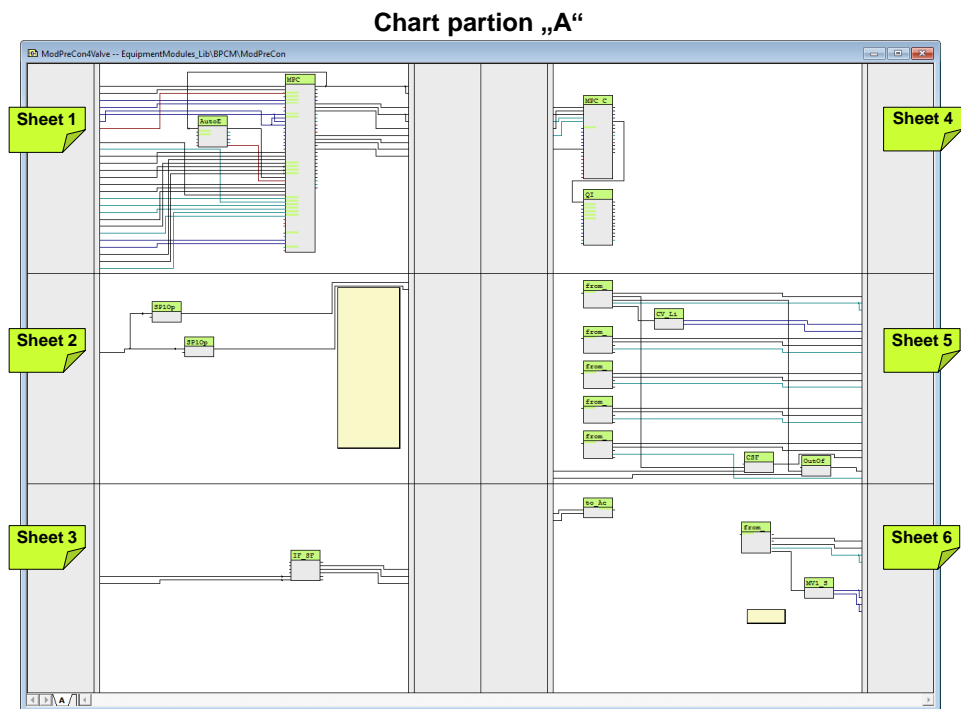 Chart partion „A“
ModPreCon4Valve -- EquipmentModules_Lib\BPCM\ModPreCon
Sheet 1
MPC
AutoE
Sheet 4
MPC_C
QI
Sheet 2
SP1Op
SP1Op
Sheet 5
from_
CV_Li
from_
from_
from_
from_
CSF
OutOf
Sheet 3
IF_SF
Sheet 6
to_Ac
from_
MV1_S
A